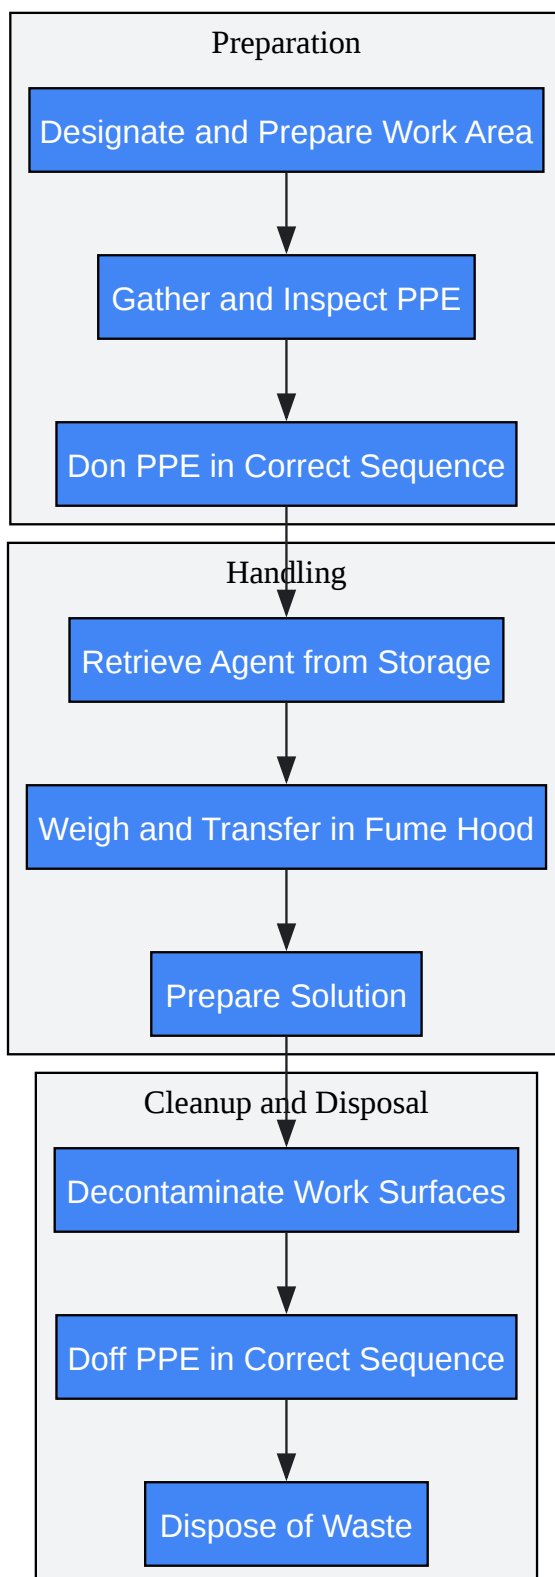 Preparation
Designate and Prepare Work Area
Gather and Inspect PPE
Don PPE in Correct Sequence
Handling
Retrieve Agent from Storage
Weigh and Transfer in Fume Hood
Prepare Solution
Cleanup and Disposal
Decontaminate Work Surfaces
Doff PPE in Correct Sequence
Dispose of Waste